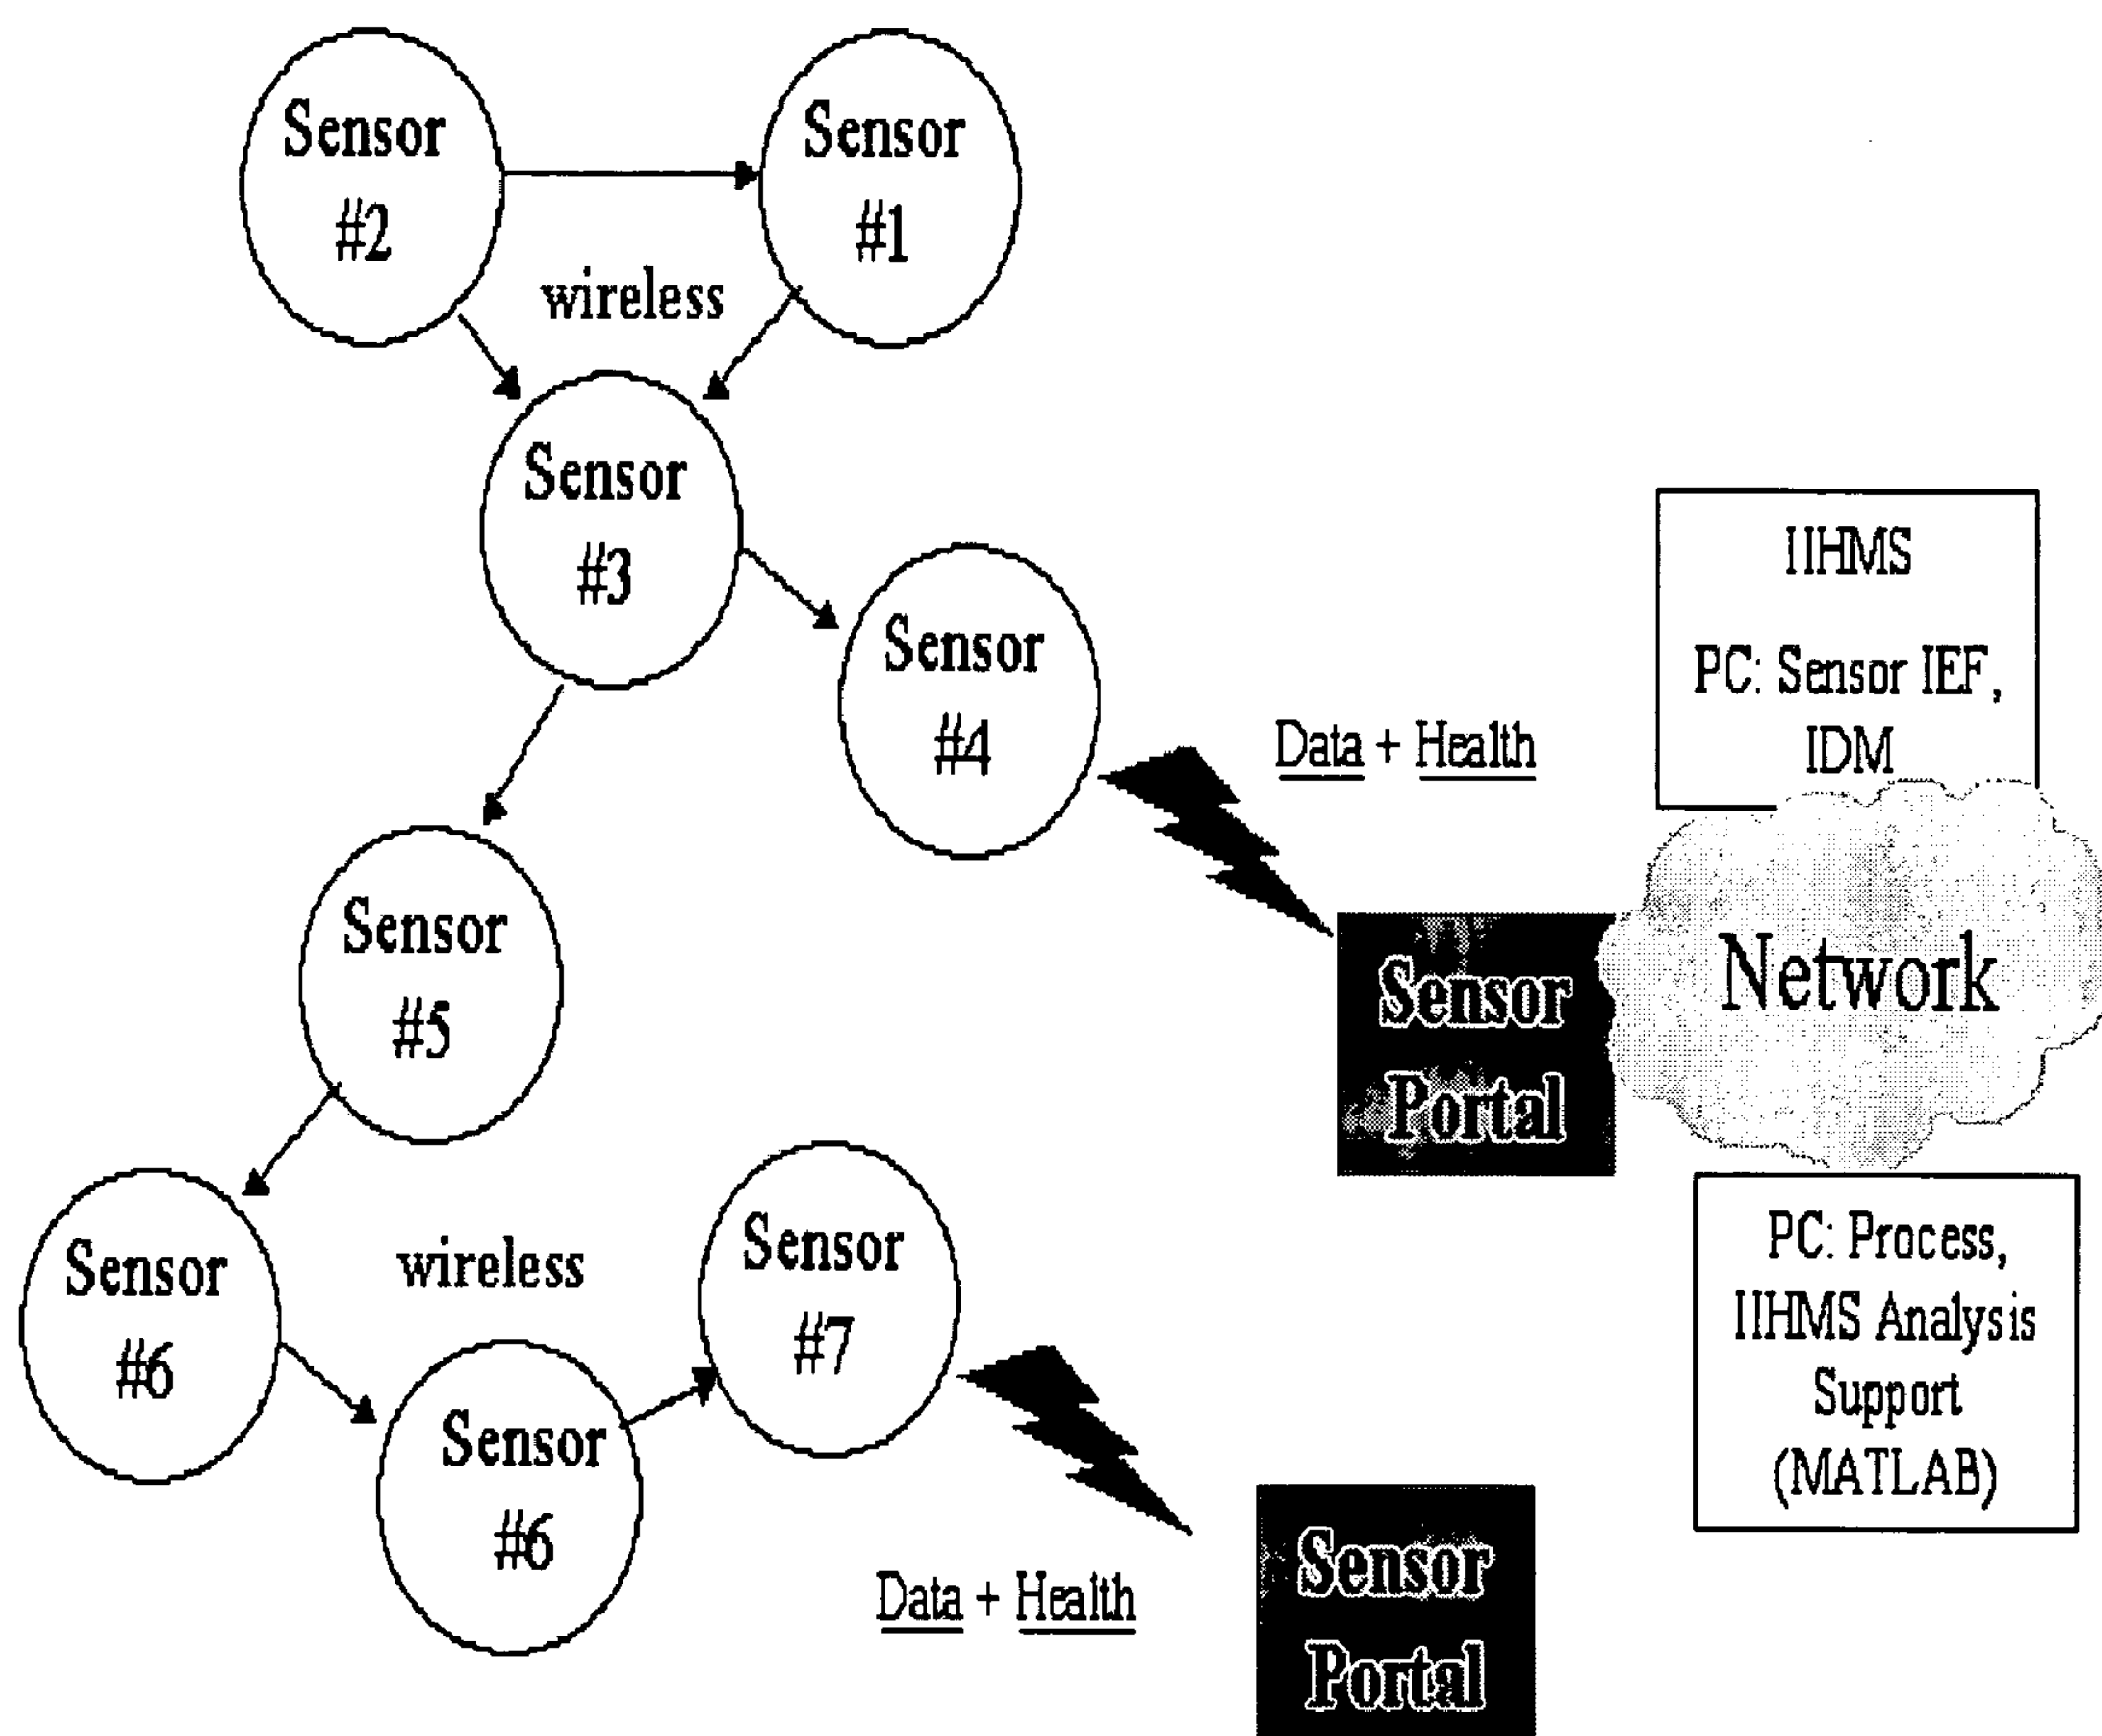 Sensor
#2
Sensor
#1
wireless
Sensor
#3
Sensor
#4
Data + Health
IIHMS
PC: Sensor IEF,
IDM
Sensor
Portal
Network
Sensor
#5
Sensor
#6
wireless
Sensor
#6
Sensor
#7
PC: Process,
IIHMS Analysis
Support
(MATLAB)
Data + Health
Sensor
Portal